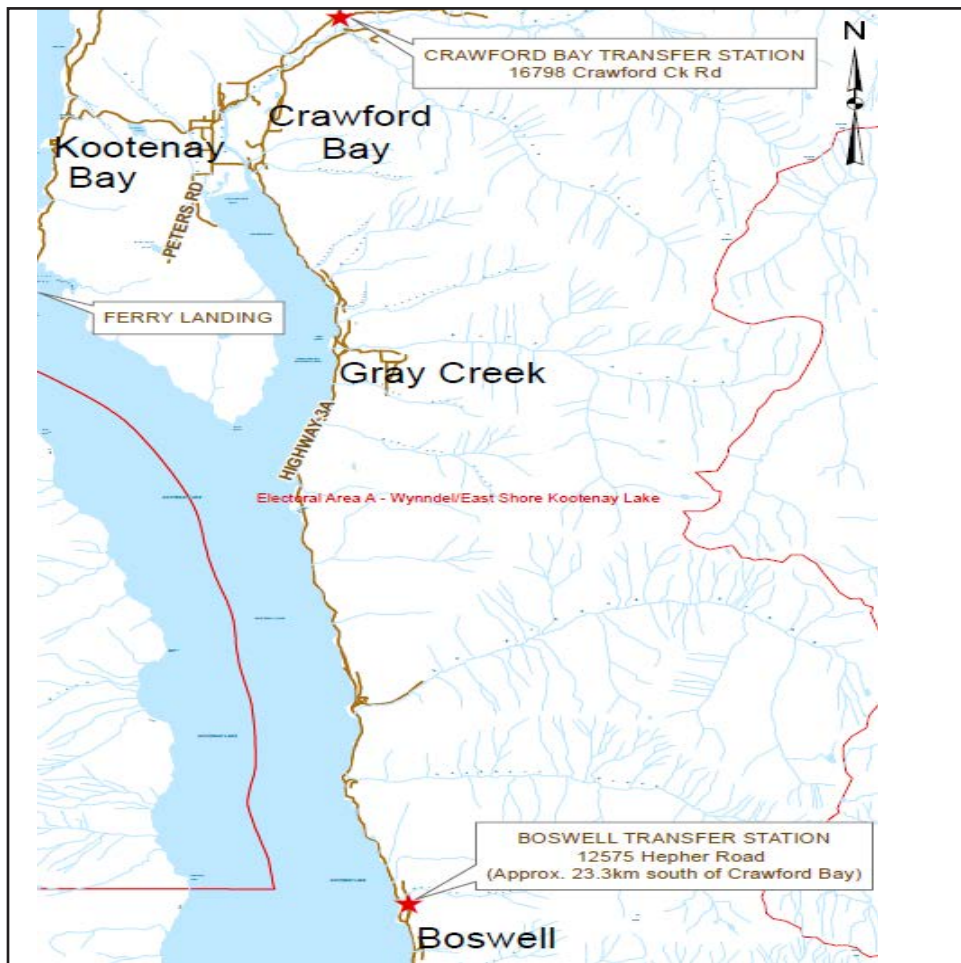 CRAWFORD BAY TRANSFER STATION
16798 Crawford Ck Rd
N
Crawford
Bay
Kootenay
Bay
PETERS RD
FERRY LANDING
Gray Creek
HIGHWAY 3A
Electoral Area A - Wynndel/East Shore Kootenay Lake
BOSWELL TRANSFER STATION
12575 Hepher Road
(Approx. 23.3km south of Crawford Bay)
Boswell